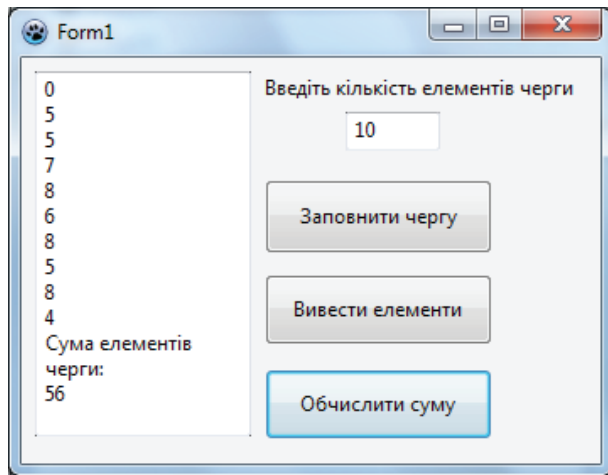 Form1
0
5
5
7
8
6
8
5
8
4
Сума елементів
черги:
56
Введіть кількість елементів черги
10
Заповнити чергу
Вивести елементи
Обчислити суму